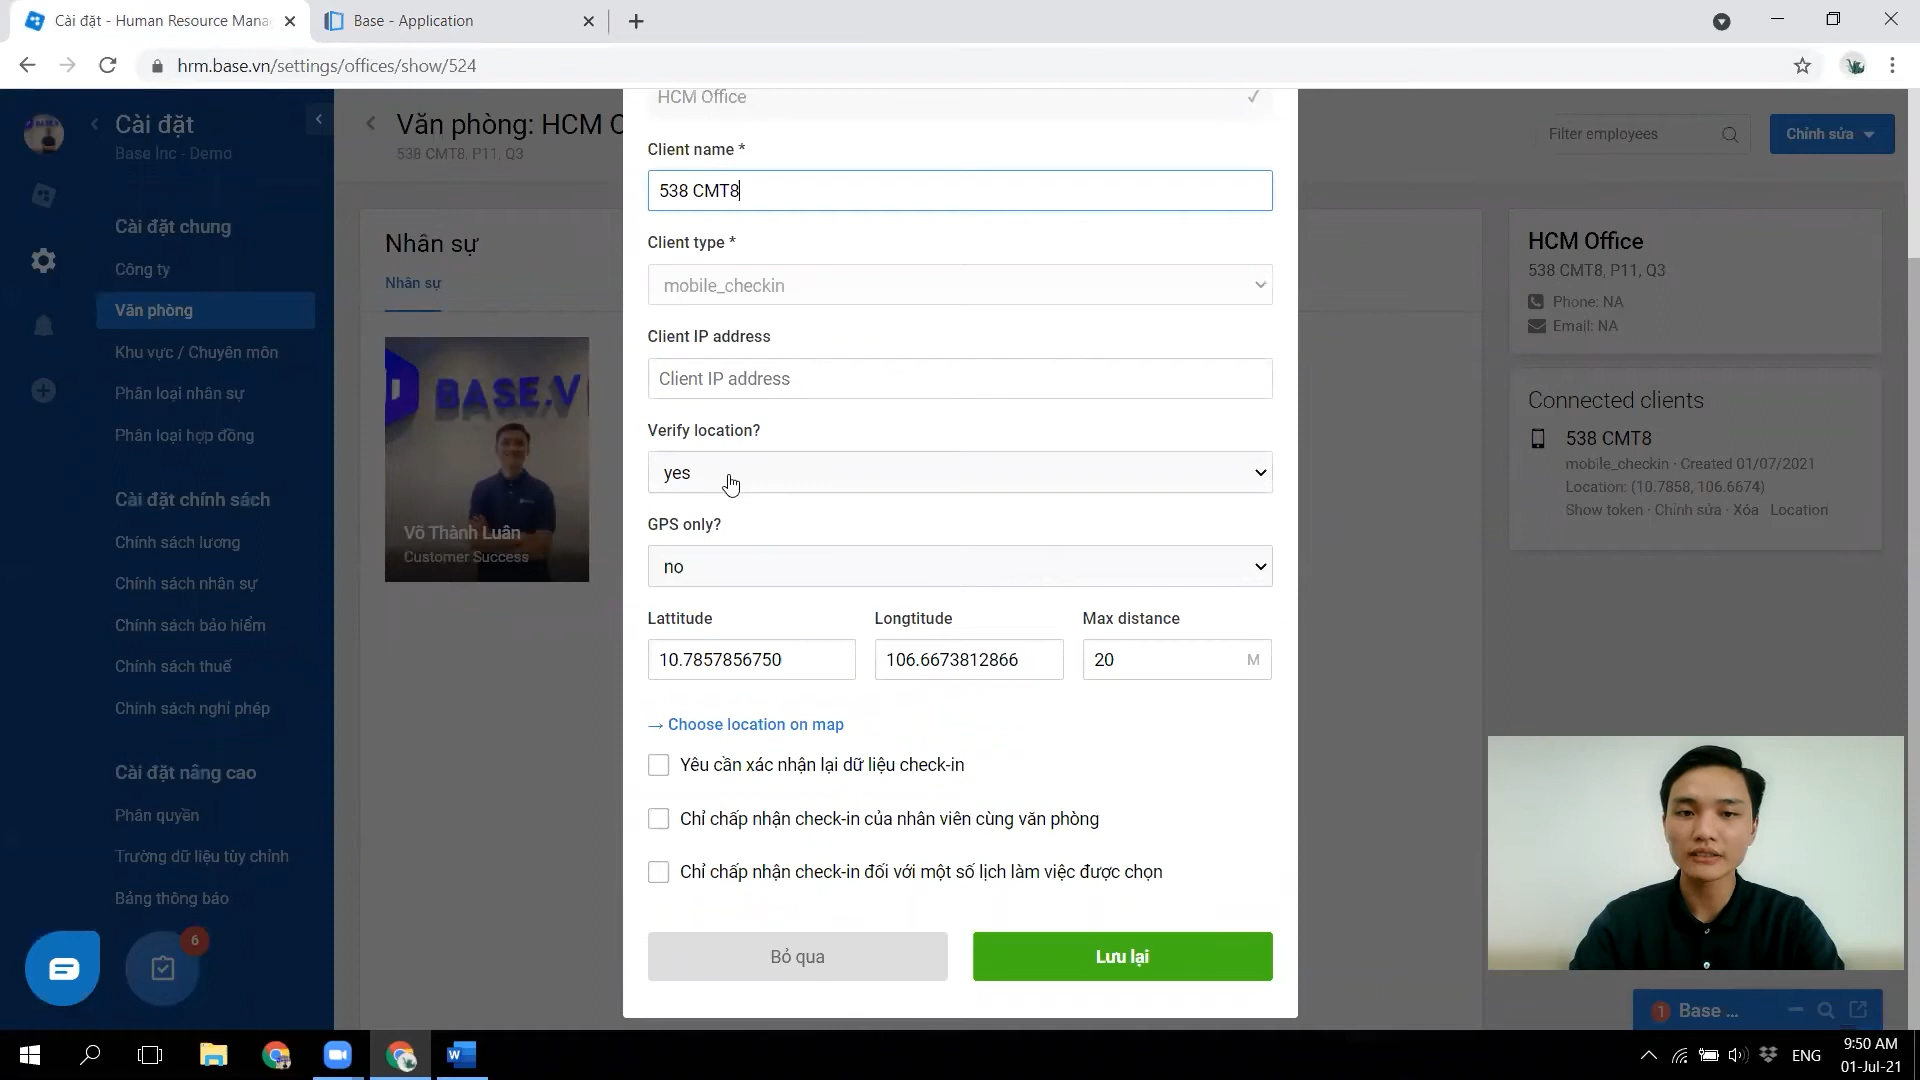 Cài đặt - Human Resource Mana
Base - Application
hrm.base.vn/settings/offices/show/524
Cài đặt
Base Inc - Demo
Cài đặt chung
Công ty
Văn phòng
Khu vực / Chuyên môn
Phân loại nhân sự
Phân loại hợp đồng
Cài đặt chính sách
Chính sách lương
Chính sách nhân sự
Chính sách bảo hiểm
Chính sách thuế
Chính sách nghỉ phép
Cài đặt nâng cao
Phân quyền
Trường dữ liệu tùy chỉnh
Bảng thông báo
6
Văn phòng: HCM O
538 CMT8, P11, Q3
Filter employees
Chỉnh sửa
Nhân sự
Nhân sự
BASE.V
Võ Thành Luân
Customer Success
HCM Office
Client name *
538 CMT8
Client type *
mobile_checkin
Client IP address
Client IP address
Verify location?
yes
GPS only?
no
Lattitude Longtitude Max distance
10.7857856750 106.6673812866 20 M
→ Choose location on map
Yêu cần xác nhận lại dữ liệu check-in
Chỉ chấp nhận check-in của nhân viên cùng văn phòng
Chỉ chấp nhận check-in đối với một số lịch làm việc được chọn
Bỏ qua Lưu lại
HCM Office
538 CMT8, P11, Q3
Phone: NA
Email: NA
Connected clients
538 CMT8
mobile_checkin · Created 01/07/2021
Location: (10.7858, 106.6674)
Show token · Chỉnh sửa · Xóa Location
1 Base ...
ENG
9:50 AM
01-Jul-21